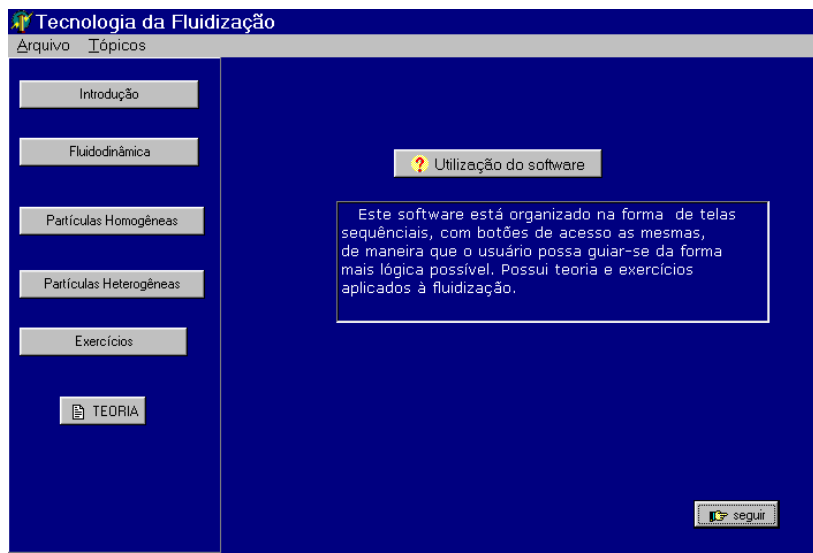 Tecnologia da Fluidização
Arquivo Tópicos
Introdução
Fluidodinâmica
Partículas Homogêneas
Partículas Heterogêneas
Exercícios
TEORIA
? Utilização do software
Este software está organizado na forma de telas
sequênciais, com botões de acesso as mesmas,
de maneira que o usuário possa guiar-se da forma
mais lógica possível. Possui teoria e exercícios
aplicados à fluidização.
seguir